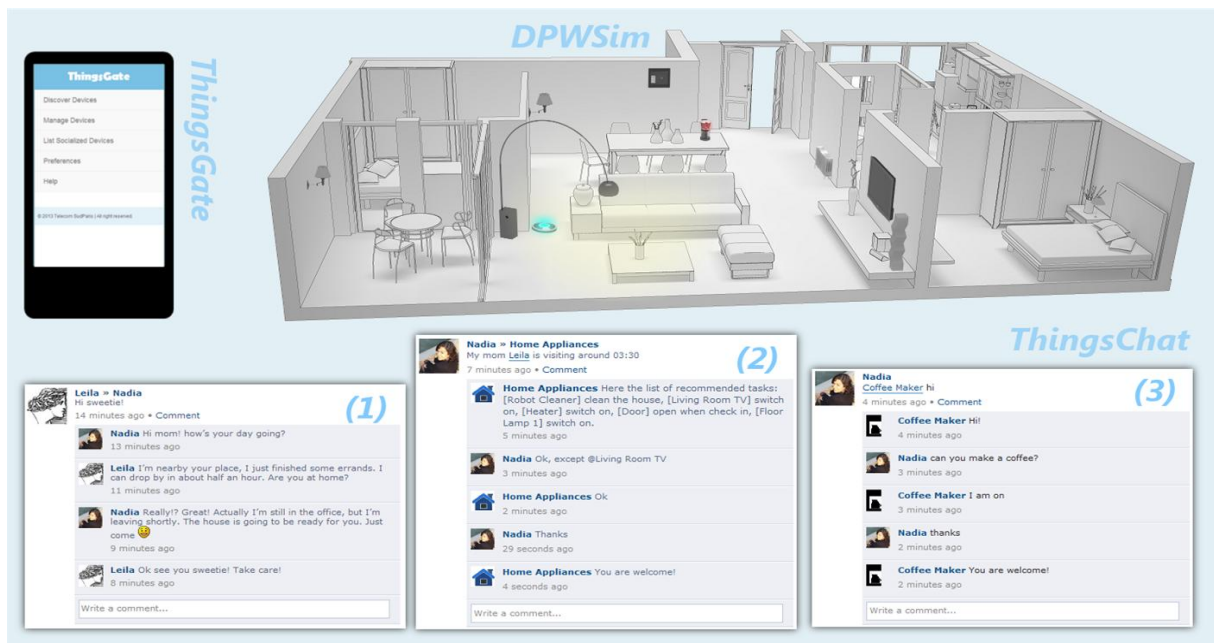 DPWSim
ThingsGate
ThingsGate
Discover Devices
Manage Devices
List Socialized Devices
Preferences
Help
© 2013 Telecom SudParis | All right reserved.
ThingsChat
(1)
Leila » Nadia
Hi sweetie!
14 minutes ago • Comment
Nadia Hi mom! how's your day going?
13 minutes ago
Leila I'm nearby your place, I just finished some errands. I
can drop by in about half an hour. Are you at home?
11 minutes ago
Nadia Really!? Great! Actually I'm still in the office, but I'm
leaving shortly. The house is going to be ready for you. Just
come
9 minutes ago
Leila Ok see you sweetie! Take care!
8 minutes ago
Write a comment...
(2)
Nadia » Home Appliances
My mom Leila is visiting around 03:30
7 minutes ago • Comment
Home Appliances Here the list of recommended tasks:
[Robot Cleaner] clean the house, [Living Room TV] switch
on, [Heater] switch on, [Door] open when check in, [Floor
Lamp 1] switch on.
5 minutes ago
Nadia Ok, except @Living Room TV
3 minutes ago
Home Appliances Ok
2 minutes ago
Nadia Thanks
29 seconds ago
Home Appliances You are welcome!
4 seconds ago
Write a comment...
(3)
Nadia
Coffee Maker hi
4 minutes ago • Comment
Coffee Maker Hi!
4 minutes ago
Nadia can you make a coffee?
3 minutes ago
Coffee Maker I am on
3 minutes ago
Nadia thanks
2 minutes ago
Coffee Maker You are welcome!
2 minutes ago
Write a comment...